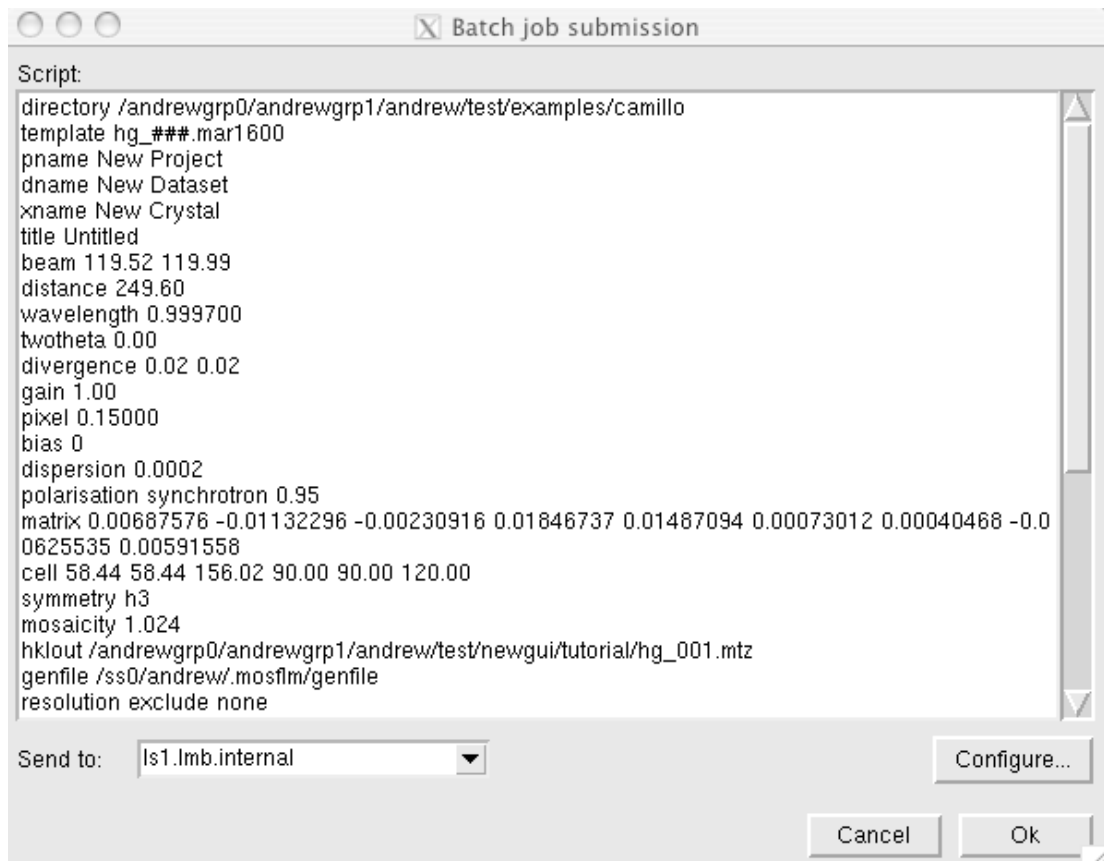 Batch job submission
Script:
directory /andrewgrp0/andrewgrp1/andrew/test/examples/camillo
template hg_###.mar1600
pname New Project
dname New Dataset
xname New Crystal
title Untitled
beam 119.52 119.99
distance 249.60
wavelength 0.999700
twotheta 0.00
divergence 0.02 0.02
gain 1.00
pixel 0.15000
bias 0
dispersion 0.0002
polarisation synchrotron 0.95
matrix 0.00687576 -0.01132296 -0.00230916 0.01846737 0.01487094 0.00073012 0.00040468 -0.0
0625535 0.00591558
cell 58.44 58.44 156.02 90.00 90.00 120.00
symmetry h3
mosaicity 1.024
hklout /andrewgrp0/andrewgrp1/andrew/test/newgui/tutorial/hg_001.mtz
genfile /ss0/andrew/.mosflm/genfile
resolution exclude none
Send to: ls1.lmb.internal Configure...
Cancel Ok